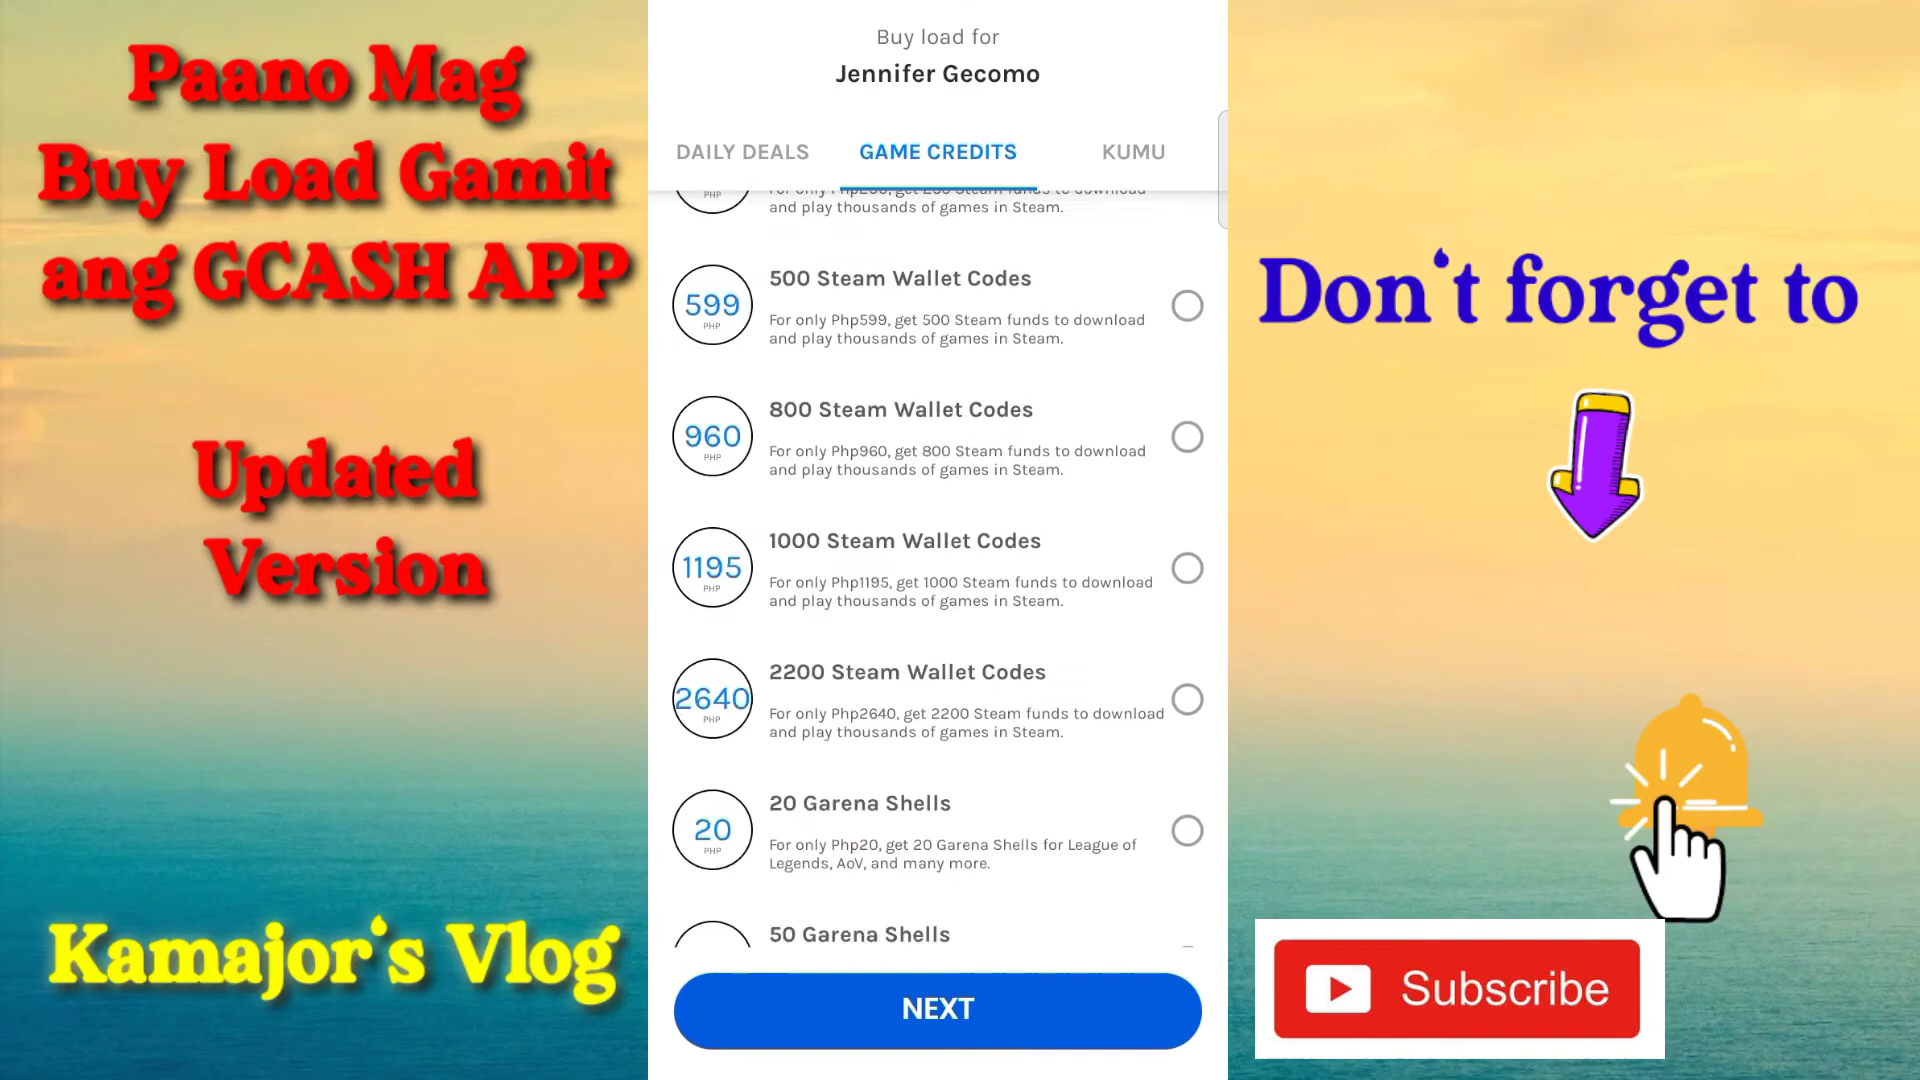 Paano Mag
Buy Load Gamit
ang GCASH APP
Updated
Version
Kamajor's Vlog
Buy load for
Jennifer Gecomo
DAILY DEALS
GAME CREDITS
KUMU
PHP
and play thousands of games in Steam.
599
PHP
500 Steam Wallet Codes
For only Php599, get 500 Steam funds to download
and play thousands of games in Steam.
960
PHP
800 Steam Wallet Codes
For only Php960, get 800 Steam funds to download
and play thousands of games in Steam.
1195
PHP
1000 Steam Wallet Codes
For only Php1195, get 1000 Steam funds to download
and play thousands of games in Steam.
2640
PHP
2200 Steam Wallet Codes
For only Php2640, get 2200 Steam funds to download
and play thousands of games in Steam.
20
PHP
20 Garena Shells
For only Php20, get 20 Garena Shells for League of
Legends, AoV, and many more.
50 Garena Shells
NEXT
Don't forget to
Subscribe